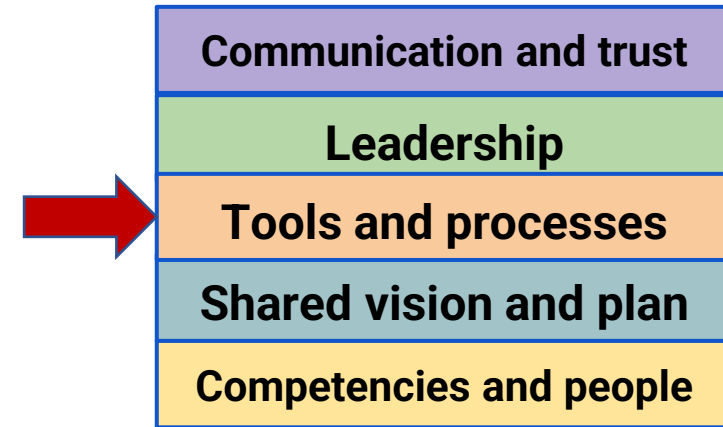 Communication and trust
Leadership
Tools and processes
Shared vision and plan
Competencies and people